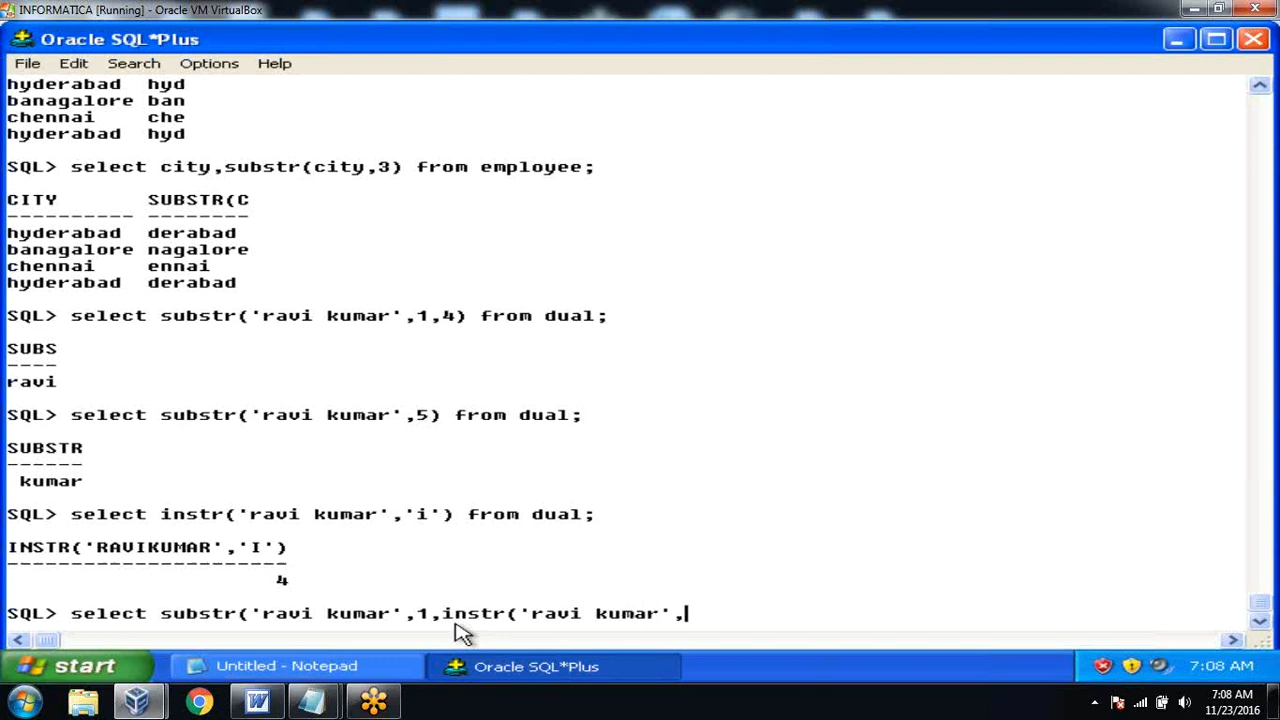 INFORMATICA [Running] - Oracle VM VirtualBox
Oracle SQL*Plus
File Edit Search Options Help
hyderabad hyd
banagalore ban
chennai che
hyderabad hyd
SQL> select city,substr(city,3) from employee;
CITY SUBSTR(C
---------- --------
hyderabad derabad
banagalore nagalore
chennai ennai
hyderabad derabad
SQL> select substr('ravi kumar',1,4) from dual;
SUBS
----
ravi
SQL> select substr('ravi kumar',5) from dual;
SUBSTR
------
kumar
SQL> select instr('ravi kumar','i') from dual;
INSTR('RAVIKUMAR','I')
----------------------
4
SQL> select substr('ravi kumar',1,instr('ravi kumar',
start Untitled - Notepad Oracle SQL*Plus 7:08 AM
7:08 AM
11/23/2016